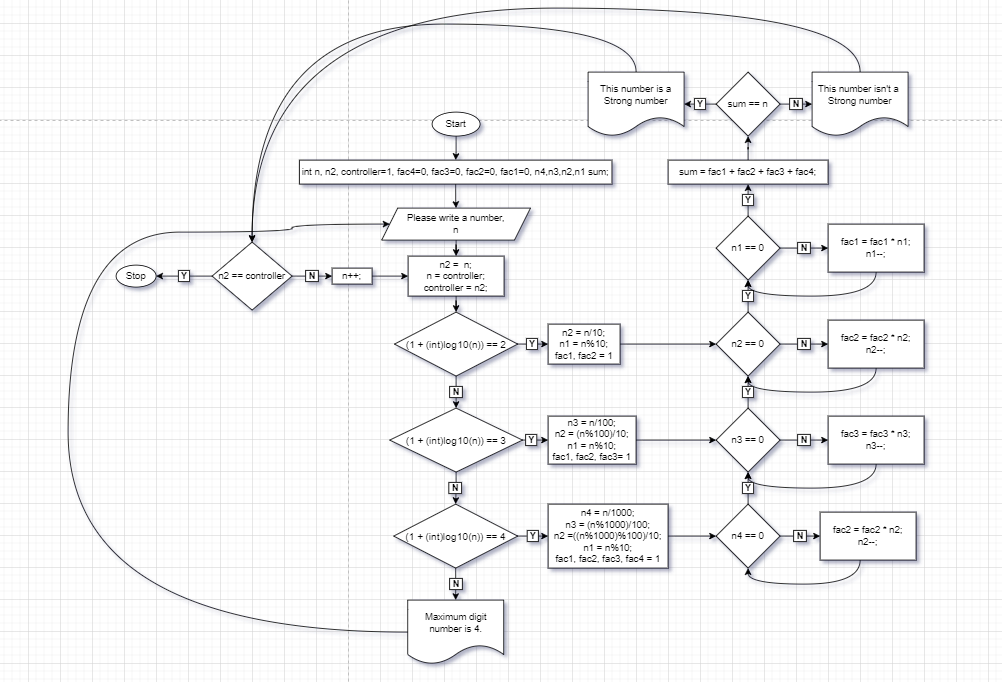 This number is a
Strong number
Y
sum == n
N
This number isn't a
Strong number
Start
int n, n2, controller=1, fac4=0, fac3=0, fac2=0, fac1=0, n4,n3,n2,n1 sum;
sum = fac1 + fac2 + fac3 + fac4;
Y
Please write a number,
n
n1 == 0
N
fac1 = fac1 * n1;
n1--;
Stop
Y
n2 == controller
N
n++;
n2 = n;
n = controller;
controller = n2;
Y
(1 + (int)log10(n)) == 2
Y
n2 = n/10;
n1 = n%10;
fac1, fac2 = 1
n2 == 0
N
fac2 = fac2 * n2;
n2--;
N
Y
(1 + (int)log10(n)) == 3
Y
n3 = n/100;
n2 = (n%100)/10;
n1 = n%10;
fac1, fac2, fac3= 1
n3 == 0
N
fac3 = fac3 * n3;
n3--;
N
Y
(1 + (int)log10(n)) == 4
Y
n4 = n/1000;
n3 = (n%1000)/100;
n2 =((n%1000)%100)/10;
n1 = n%10;
fac1, fac2, fac3, fac4 = 1
n4 == 0
N
fac2 = fac2 * n2;
n2--;
N
Maximum digit
number is 4.